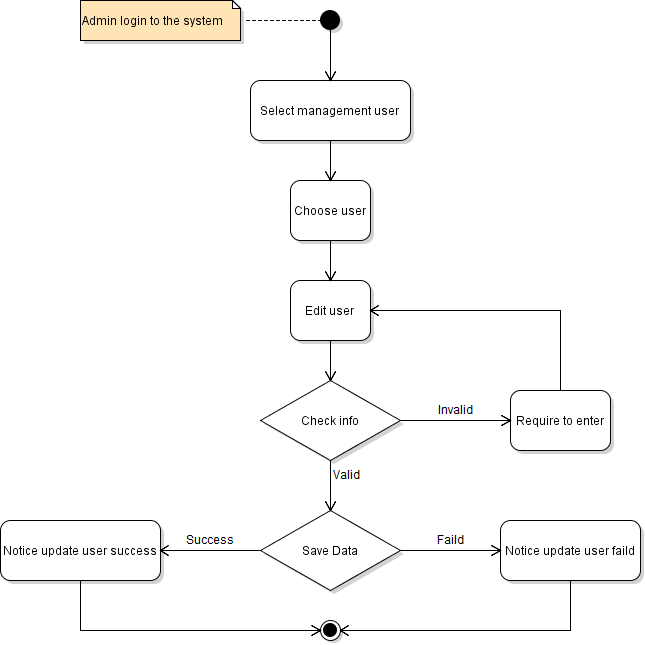 Admin login to the system
Select management user
Choose user
Edit user
Check info
Invalid
Require to enter
Valid
Notice update user success
Success
Save Data
Faild
Notice update user faild